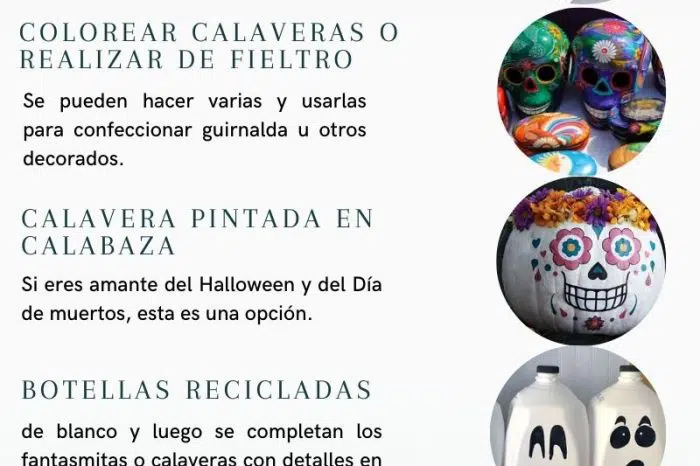 COLOREAR CALAVERAS O
REALIZAR DE FIELTRO
Se pueden hacer varias y usarlas
para confeccionar guirnalda u otros
decorados.
CALAVERA PINTADA EN
CALABAZA
Si eres amante del Halloween y del Día
de muertos, esta es una opción.
BOTELLAS RECICLADAS
de blanco y luego se completan los
fantasmitas o calaveras con detalles en